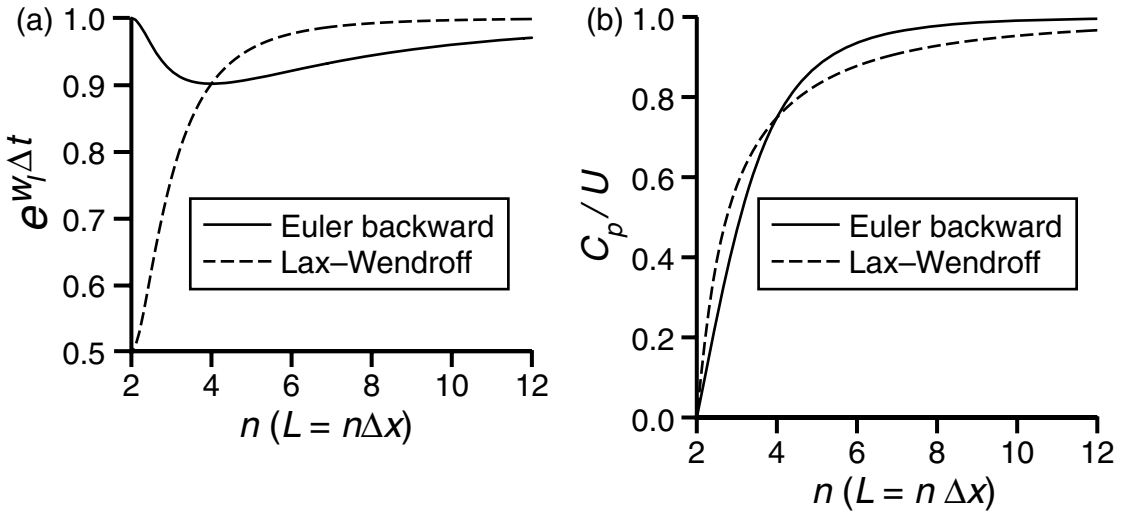 (a)
1.0
0.9
0.8
0.7
0.6
0.5
e^{w_I Δt}
Euler backward
Lax–Wendroff
2 4 6 8 10 12
n (L = nΔx)
(b)
1.0
0.8
0.6
0.4
0.2
0.0
C_p / U
Euler backward
Lax–Wendroff
2 4 6 8 10 12
n (L = n Δx)